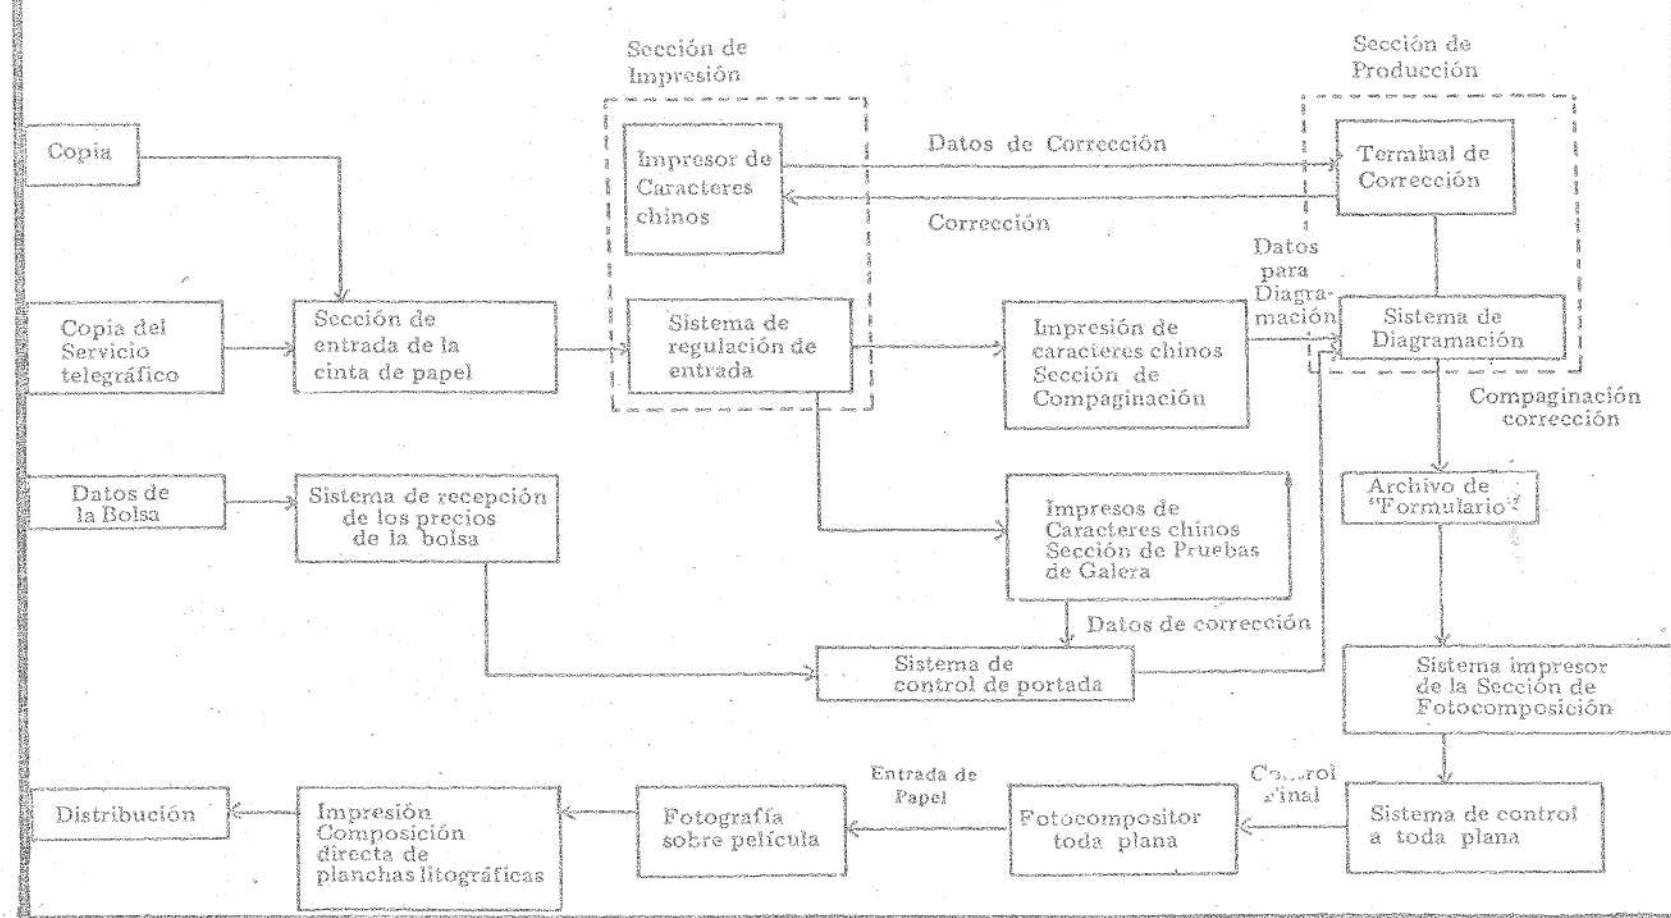 Sección de
Impresión
Sección de
Producción
Copia
Impresor de
Caracteres
chinos
Datos de Corrección
Corrección
Terminal de
Corrección
Datos
para
Diagra-
mación
Copia del
Servicio
telegráfico
Sección de
entrada de la
cinta de papel
Sistema de
regulación de
entrada
Impresión de
caracteres chinos
Sección de
Compaginación
Sistema de
Diagramación
Compaginación
corrección
Datos de
la Bolsa
Sistema de recepción
de los precios
de la bolsa
Impresos de
Caracteres chinos
Sección de Pruebas
de Galera
Archivo de
"Formulario"
Datos de corrección
Sistema de
control de portada
Sistema impresor
de la Sección de
Fotocomposición
Distribución
Impresión
Composición
directa de
planchas litográficas
Fotografía
sobre película
Entrada de
Papel
Fotocompositor
toda plana
Final
Sistema de control
a toda plana